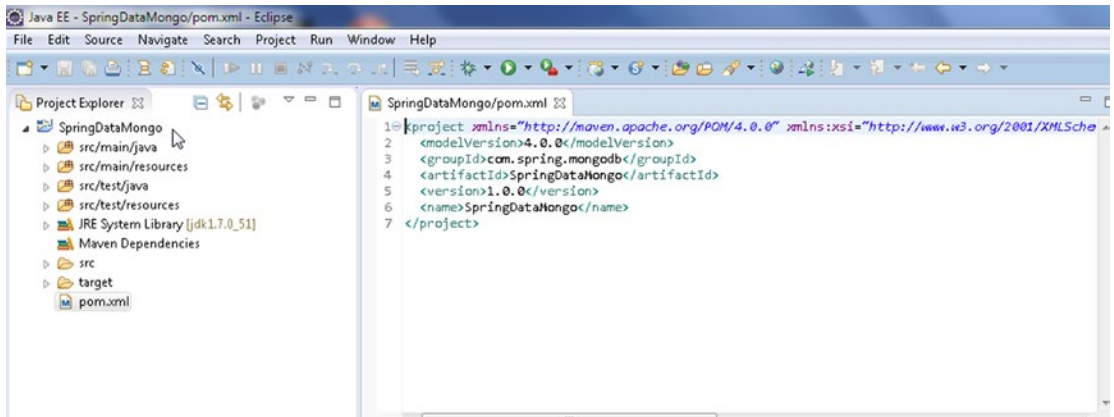 Java EE - SpringDataMongo/pom.xml - Eclipse
File Edit Source Navigate Search Project Run Window Help
Project Explorer
SpringDataMongo
src/main/java
src/main/resources
src/test/java
src/test/resources
JRE System Library [jdk1.7.0_51]
Maven Dependencies
src
target
pom.xml
SpringDataMongo/pom.xml
1 <project xmlns="http://maven.apache.org/POM/4.0.0" xmlns:xsi="http://www.w3.org/2001/XMLSche
2 <modelVersion>4.0.0</modelVersion>
3 <groupId>com.spring.mongodb</groupId>
4 <artifactId>SpringDataMongo</artifactId>
5 <version>1.0.0</version>
6 <name>SpringDataMongo</name>
7 </project>